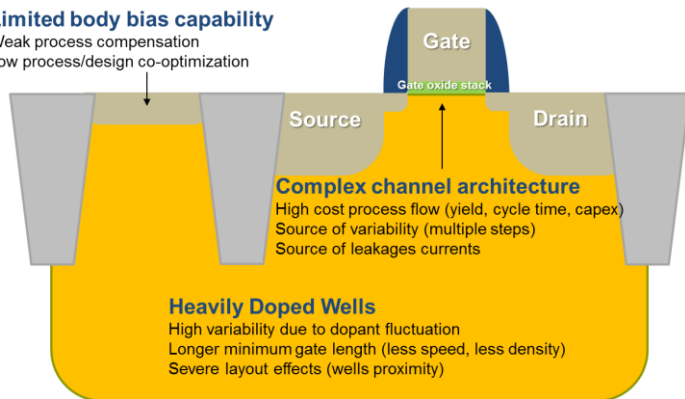 Limited body bias capability
Weak process compensation
Low process/design co-optimization
Gate
Gate oxide stack
Source
Drain
Complex channel architecture
High cost process flow (yield, cycle time, capex)
Source of variability (multiple steps)
Source of leakages currents
Heavily Doped Wells
High variability due to dopant fluctuation
Longer minimum gate length (less speed, less density)
Severe layout effects (wells proximity)